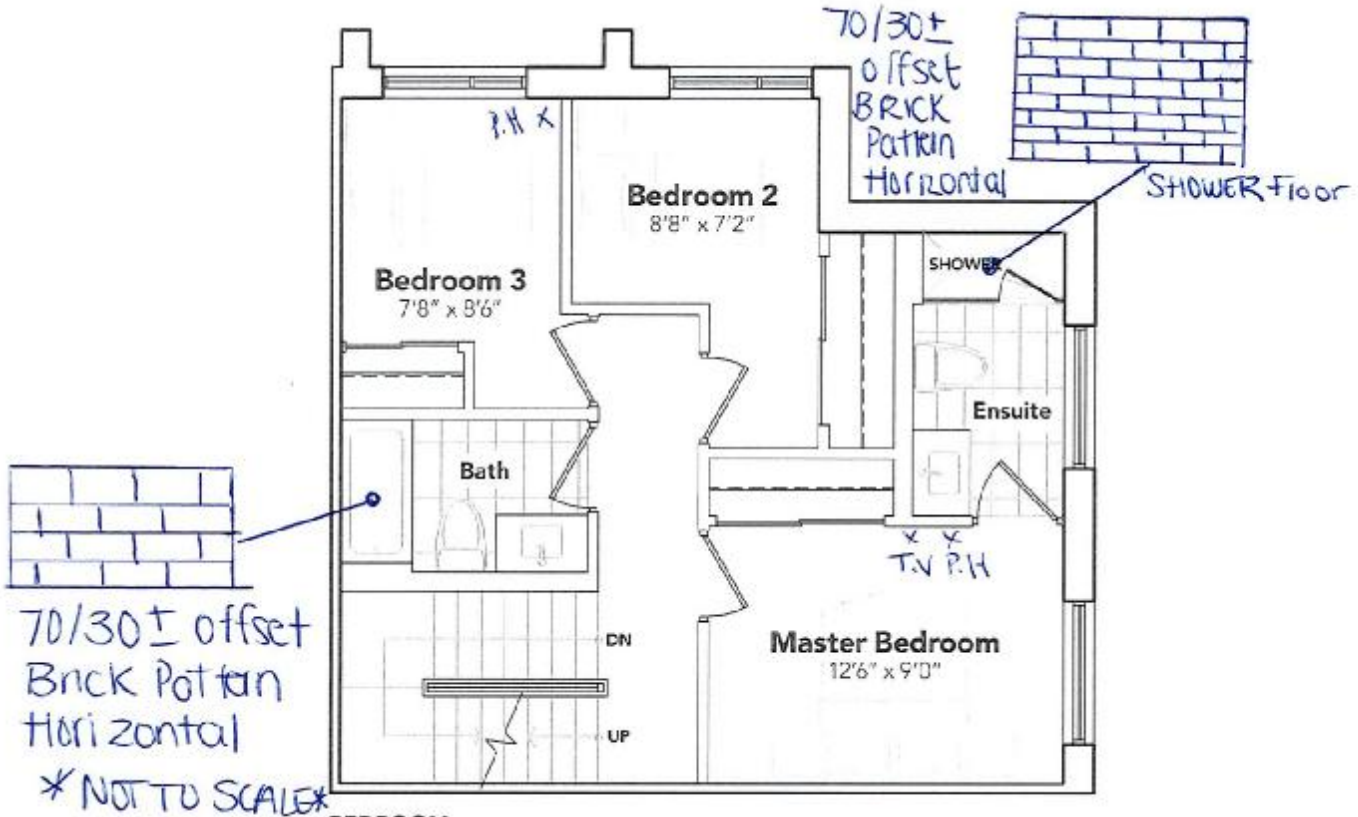 70/30±
offset
BRICK
Pattern
Horizontal
SHOWER Floor
P.H X
Bedroom 2
8'8" x 7'2"
SHOWER
Bedroom 3
7'8" x 8'6"
Ensuite
Bath
x x
T.V P.H
70/30± offset
Brick Pattern
Horizontal
*NOT TO SCALE*
DN
UP
Master Bedroom
12'6" x 9'0"